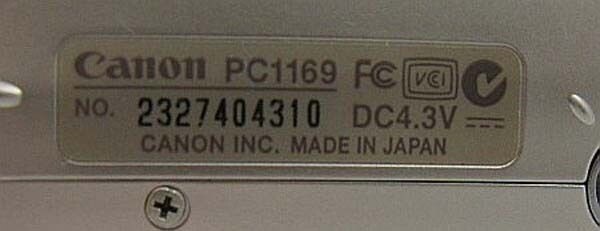 Canon PC1169 FC VCI
NO. 2327404310 DC4.3V
CANON INC. MADE IN JAPAN